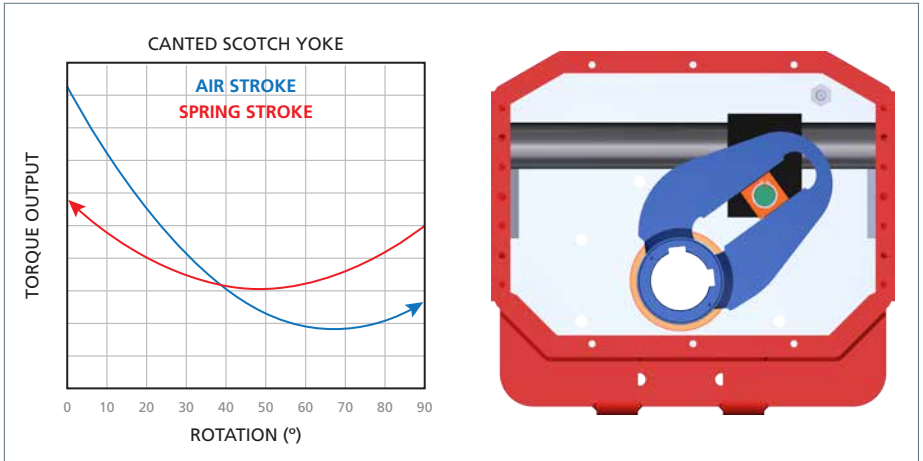 CANTED SCOTCH YOKE
AIR STROKE
SPRING STROKE
TORQUE OUTPUT
0 10 20 30 40 50 60 70 80 90
ROTATION (º)